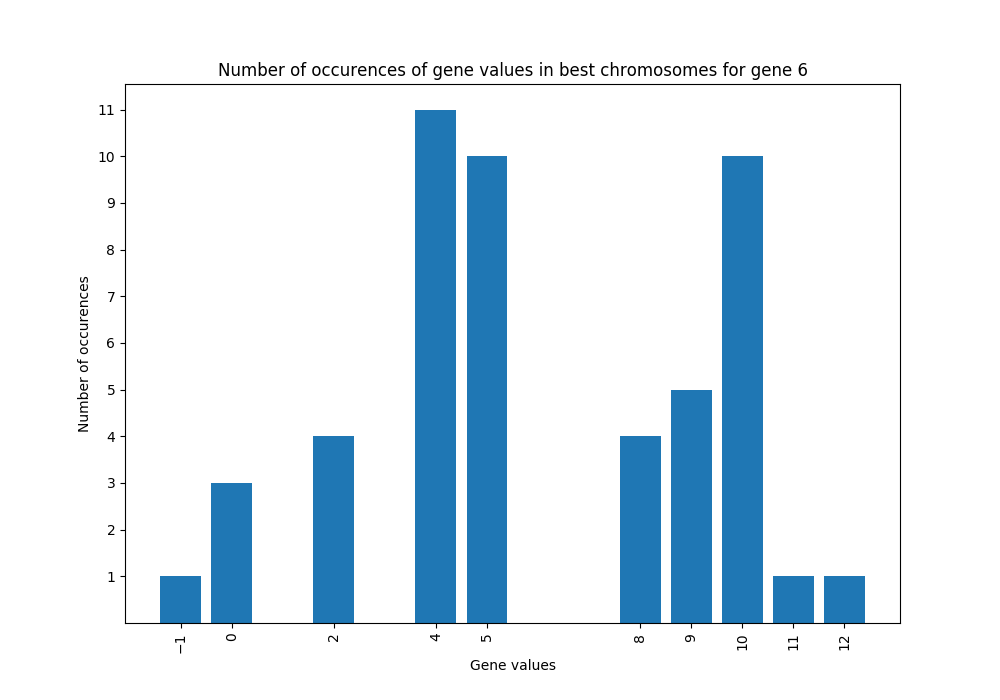 Number of occurences of gene values in best chromosomes for gene 6
11
10
9
8
7
6
5
4
3
2
1
Number of occurences
−1 0 2 4 5 8 9 10 11 12
Gene values